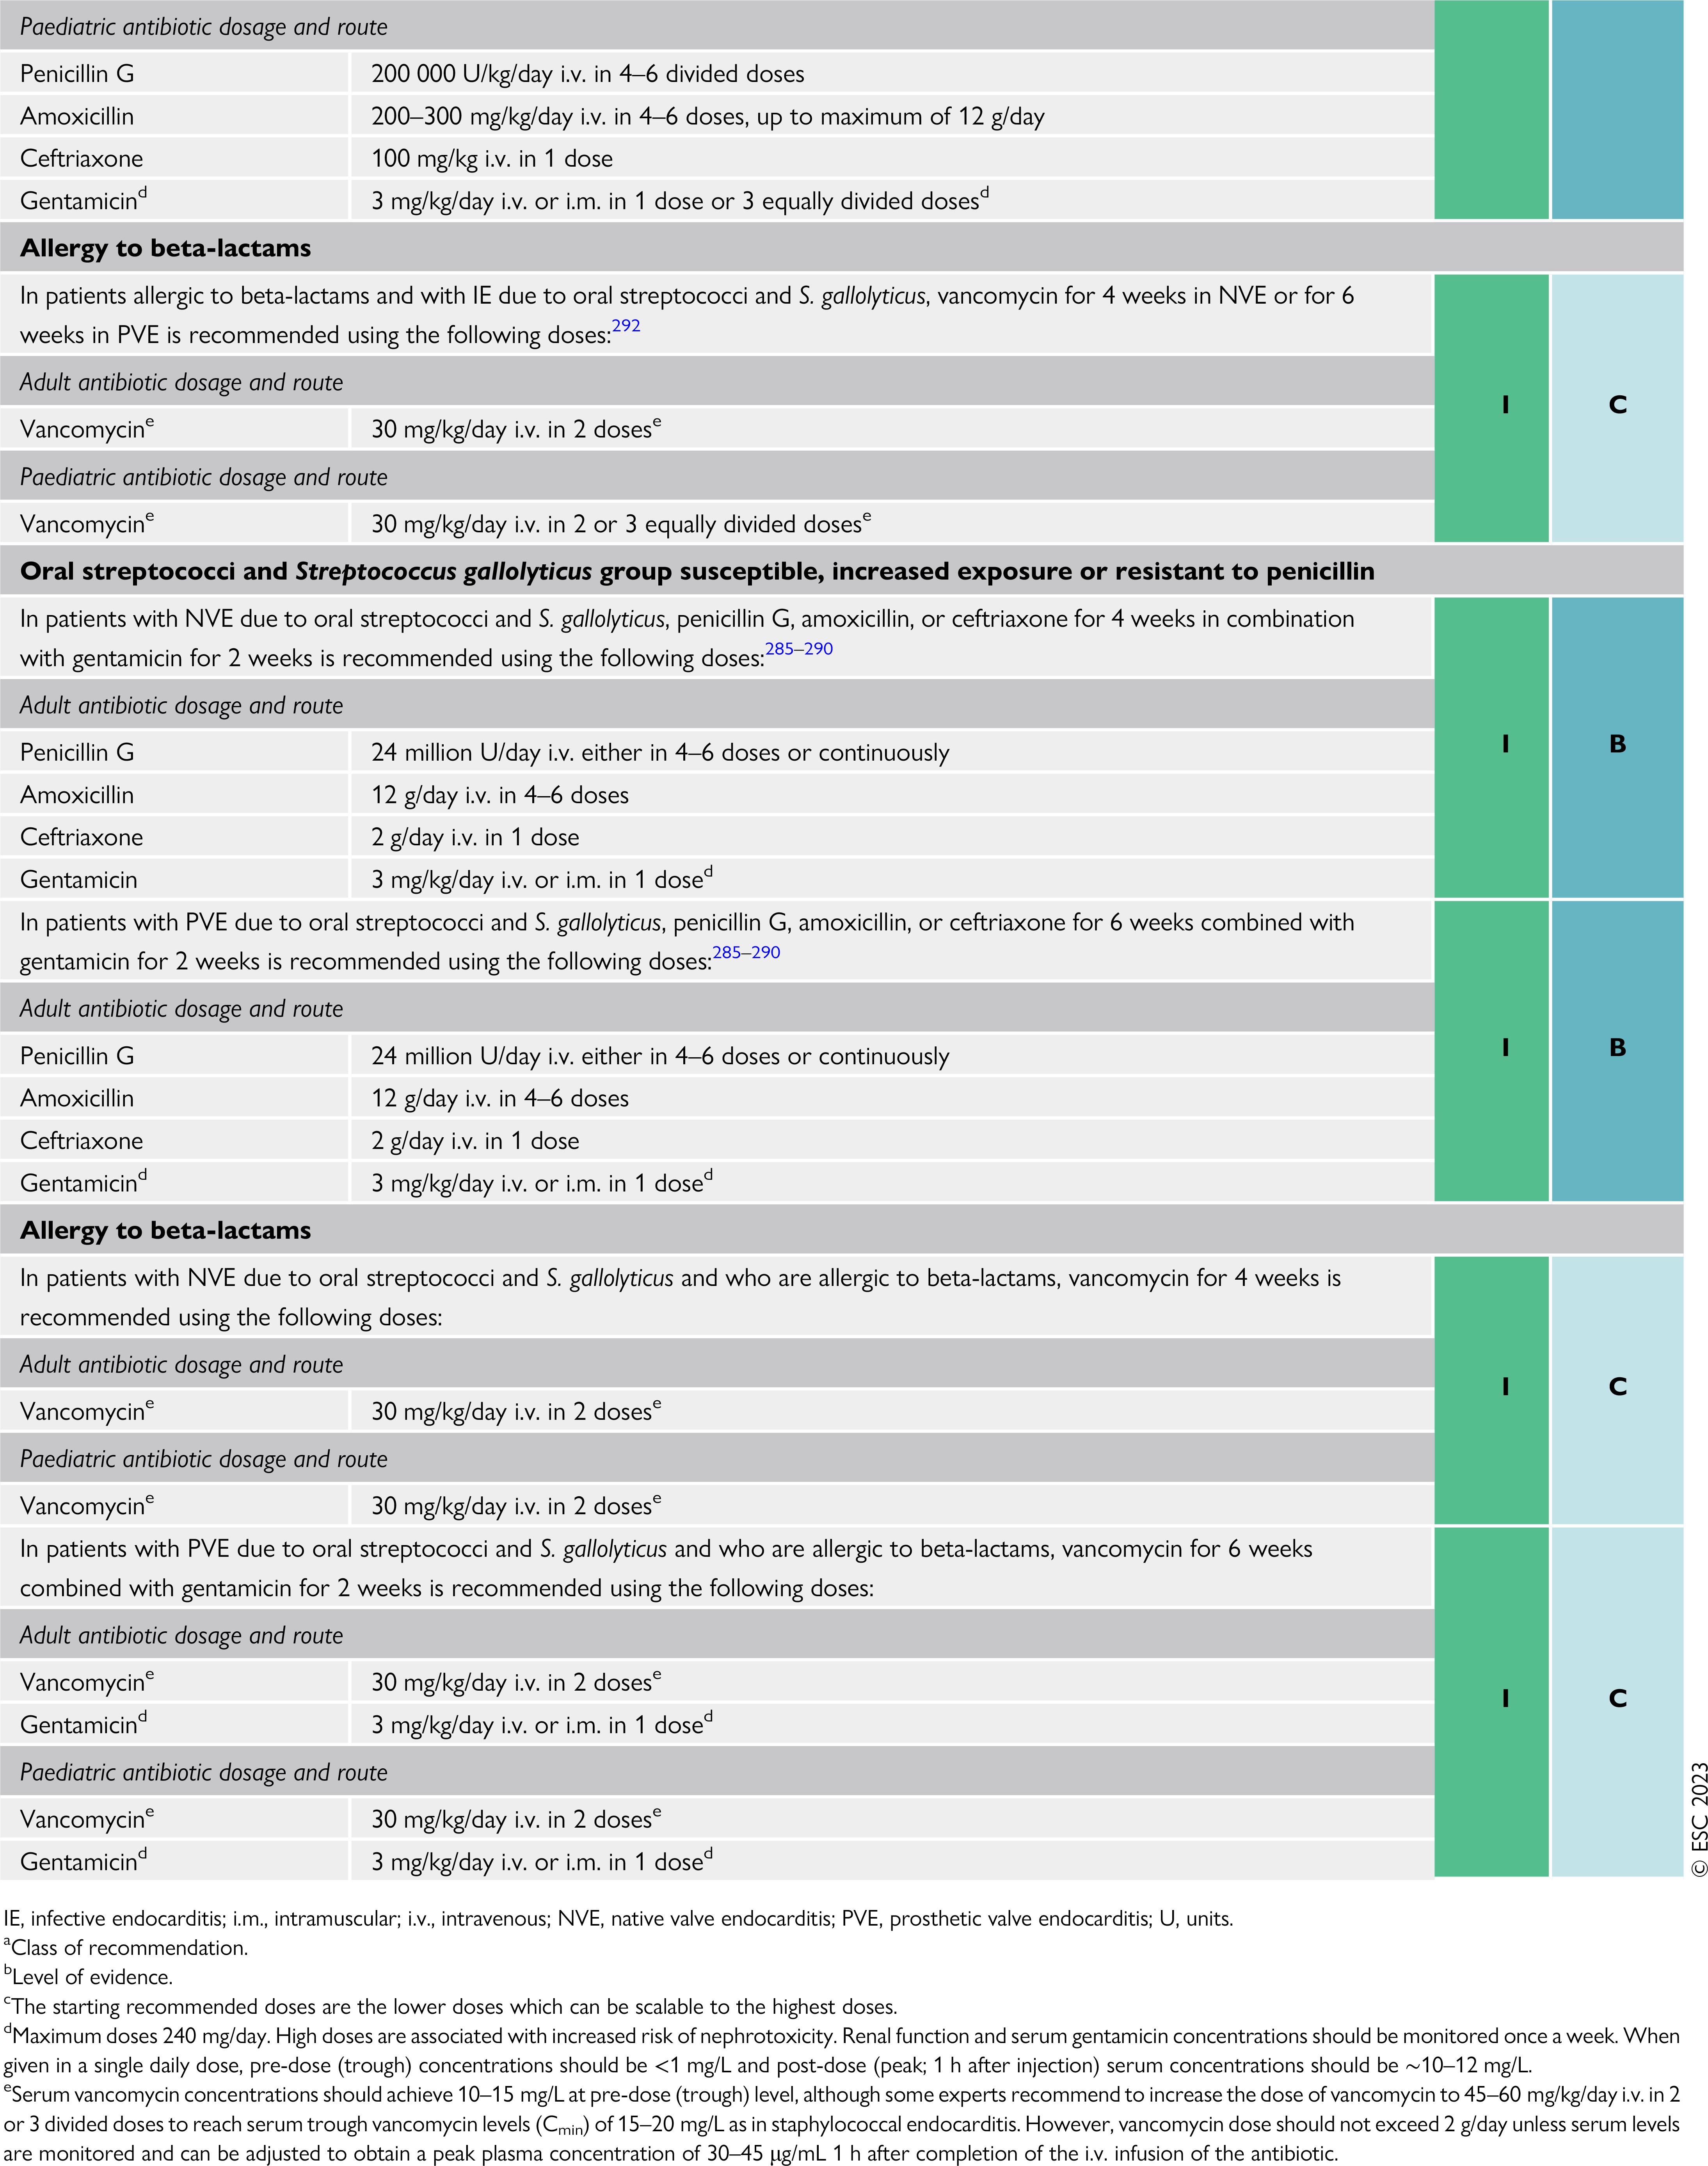 Paediatric antibiotic dosage and route
Penicillin G 200 000 U/kg/day i.v. in 4–6 divided doses
Amoxicillin 200–300 mg/kg/day i.v. in 4–6 doses, up to maximum of 12 g/day
Ceftriaxone 100 mg/kg i.v. in 1 dose
Gentamicin^d 3 mg/kg/day i.v. or i.m. in 1 dose or 3 equally divided doses^d
Allergy to beta-lactams
In patients allergic to beta-lactams and with IE due to oral streptococci and S. gallolyticus, vancomycin for 4 weeks in NVE or for 6
weeks in PVE is recommended using the following doses:292
Adult antibiotic dosage and route
I C
Vancomycin^e 30 mg/kg/day i.v. in 2 doses^e
Paediatric antibiotic dosage and route
Vancomycin^e 30 mg/kg/day i.v. in 2 or 3 equally divided doses^e
Oral streptococci and Streptococcus gallolyticus group susceptible, increased exposure or resistant to penicillin
In patients with NVE due to oral streptococci and S. gallolyticus, penicillin G, amoxicillin, or ceftriaxone for 4 weeks in combination
with gentamicin for 2 weeks is recommended using the following doses:285–290
Adult antibiotic dosage and route
Penicillin G 24 million U/day i.v. either in 4–6 doses or continuously
I B
Amoxicillin 12 g/day i.v. in 4–6 doses
Ceftriaxone 2 g/day i.v. in 1 dose
Gentamicin 3 mg/kg/day i.v. or i.m. in 1 dose^d
In patients with PVE due to oral streptococci and S. gallolyticus, penicillin G, amoxicillin, or ceftriaxone for 6 weeks combined with
gentamicin for 2 weeks is recommended using the following doses:285–290
Adult antibiotic dosage and route
Penicillin G 24 million U/day i.v. either in 4–6 doses or continuously
I B
Amoxicillin 12 g/day i.v. in 4–6 doses
Ceftriaxone 2 g/day i.v. in 1 dose
Gentamicin^d 3 mg/kg/day i.v. or i.m. in 1 dose^d
Allergy to beta-lactams
In patients with NVE due to oral streptococci and S. gallolyticus and who are allergic to beta-lactams, vancomycin for 4 weeks is
recommended using the following doses:
Adult antibiotic dosage and route
I C
Vancomycin^e 30 mg/kg/day i.v. in 2 doses^e
Paediatric antibiotic dosage and route
Vancomycin^e 30 mg/kg/day i.v. in 2 doses^e
In patients with PVE due to oral streptococci and S. gallolyticus and who are allergic to beta-lactams, vancomycin for 6 weeks
combined with gentamicin for 2 weeks is recommended using the following doses:
Adult antibiotic dosage and route
Vancomycin^e 30 mg/kg/day i.v. in 2 doses^e
I C
Gentamicin^d 3 mg/kg/day i.v. or i.m. in 1 dose^d
Paediatric antibiotic dosage and route
Vancomycin^e 30 mg/kg/day i.v. in 2 doses^e
Gentamicin^d 3 mg/kg/day i.v. or i.m. in 1 dose^d
© ESC 2023
IE, infective endocarditis; i.m., intramuscular; i.v., intravenous; NVE, native valve endocarditis; PVE, prosthetic valve endocarditis; U, units.
^aClass of recommendation.
^bLevel of evidence.
^cThe starting recommended doses are the lower doses which can be scalable to the highest doses.
^dMaximum doses 240 mg/day. High doses are associated with increased risk of nephrotoxicity. Renal function and serum gentamicin concentrations should be monitored once a week. When
given in a single daily dose, pre-dose (trough) concentrations should be <1 mg/L and post-dose (peak; 1 h after injection) serum concentrations should be ~10–12 mg/L.
^eSerum vancomycin concentrations should achieve 10–15 mg/L at pre-dose (trough) level, although some experts recommend to increase the dose of vancomycin to 45–60 mg/kg/day i.v. in 2
or 3 divided doses to reach serum trough vancomycin levels (Cmin) of 15–20 mg/L as in staphylococcal endocarditis. However, vancomycin dose should not exceed 2 g/day unless serum levels
are monitored and can be adjusted to obtain a peak plasma concentration of 30–45 µg/mL 1 h after completion of the i.v. infusion of the antibiotic.